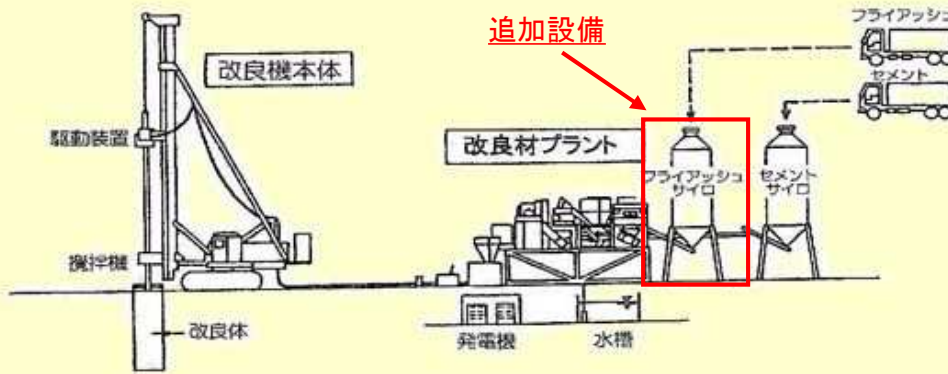 追加設備
フライアッシュ
セメント
改良機本体
駆動装置
改良材プラント
フライアッシュ
サイロ
セメント
サイロ
攪拌機
改良体
発電機
水槽